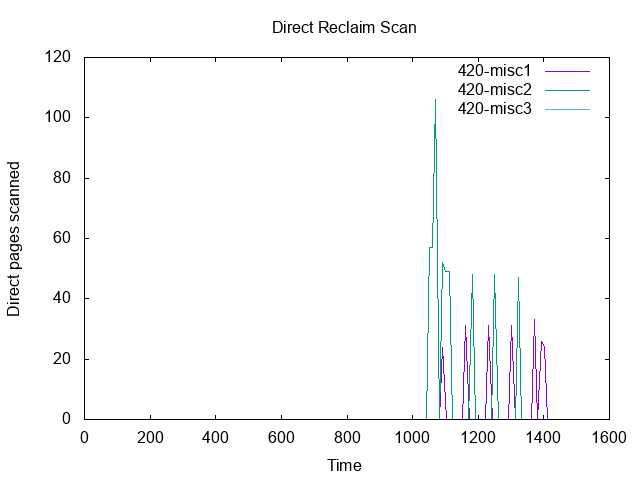 Direct Reclaim Scan
120
420-misc1
420-misc2
420-misc3
100
80
60
40
20
0
Direct pages scanned
0 200 400 600 800 1000 1200 1400 1600
Time